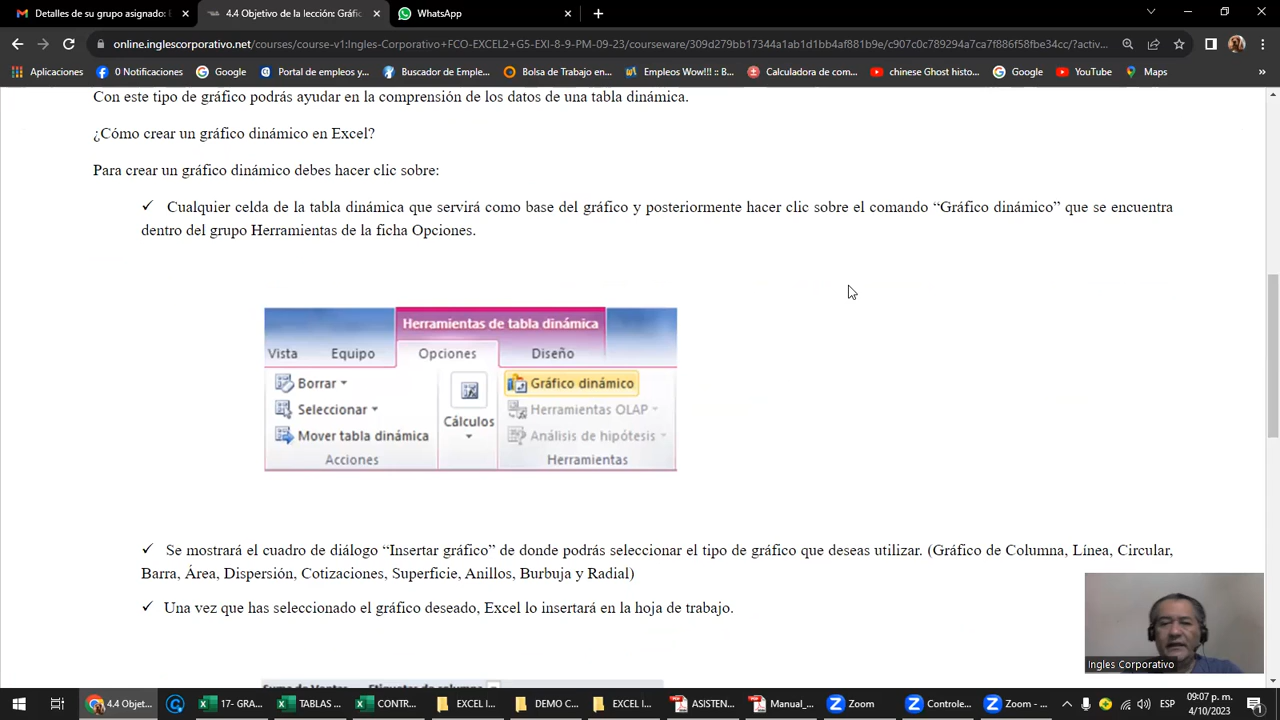 Detalles de su grupo asignado: E
4.4 Objetivo de la lección: Gráfic
WhatsApp
online.inglescorporativo.net/courses/course-v1:Ingles-Corporativo+FCO-EXCEL2+G5-EXI-8-9-PM-09-23/courseware/309d279bb17344a1ab1d1bb4af881b9e/c907c0c789294a7ca7f886f58fbe34cc/?activ...
Aplicaciones
0 Notificaciones
Google
Portal de empleos y...
Buscador de Emple...
Bolsa de Trabajo en...
Empleos Wow!!! :: B...
Calculadora de com...
chinese Ghost histo...
Google
YouTube
Maps
Con este tipo de gráfico podrás ayudar en la comprensión de los datos de una tabla dinámica.
¿Cómo crear un gráfico dinámico en Excel?
Para crear un gráfico dinámico debes hacer clic sobre:
✓ Cualquier celda de la tabla dinámica que servirá como base del gráfico y posteriormente hacer clic sobre el comando “Gráfico dinámico” que se encuentra
dentro del grupo Herramientas de la ficha Opciones.
Herramientas de tabla dinámica
Vista Equipo Opciones Diseño
Borrar
Seleccionar
Mover tabla dinámica
Acciones
Cálculos
Gráfico dinámico
Herramientas OLAP
Análisis de hipótesis
Herramientas
✓ Se mostrará el cuadro de diálogo “Insertar gráfico” de donde podrás seleccionar el tipo de gráfico que deseas utilizar. (Gráfico de Columna, Línea, Circular,
Barra, Área, Dispersión, Cotizaciones, Superficie, Anillos, Burbuja y Radial)
✓ Una vez que has seleccionado el gráfico deseado, Excel lo insertará en la hoja de trabajo.
Ingles Corporativo
4.4 Objet...
17- GRA...
TABLAS ...
CONTR...
EXCEL I...
DEMO C...
EXCEL I...
ASISTEN...
Manual_...
Zoom
Controle...
Zoom - ...
ESP
09:07 p. m.
4/10/2023